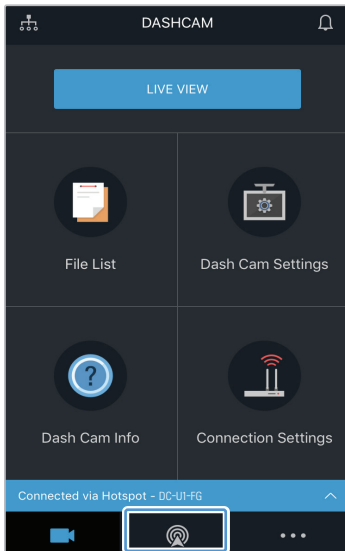 DASHCAM
LIVE VIEW
File List
Dash Cam Settings
Dash Cam Info
Connection Settings
Connected via Hotspot - DC-U1-FG